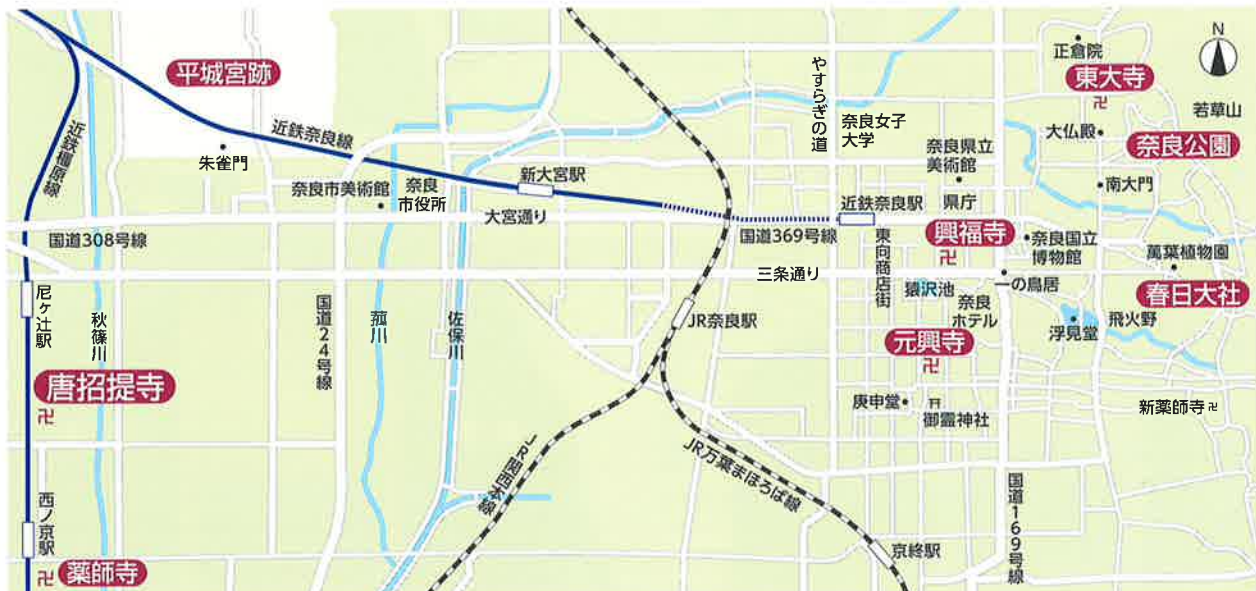 N
正倉院
東大寺
卍
若草山
平城宮跡
やすらぎの道
奈良女子
大学
奈良県立
美術館
大仏殿
奈良公園
近鉄橿原線
近鉄奈良線
朱雀門
奈良市美術館
奈良
市役所
新大宮駅
大宮通り
近鉄奈良駅
県庁
南大門
国道308号線
国道369号線
東向商店街
興福寺
卍
奈良国立
博物館
萬葉植物園
三条通り
一の鳥居
春日大社
尼ヶ辻駅
秋篠川
国道24号線
菰川
佐保川
JR奈良駅
猿沢池
奈良
ホテル
浮見堂
飛火野
元興寺
卍
唐招提寺
卍
庚申堂
御霊神社
新薬師寺卍
JR関西本線
JR万葉まほろば線
国道169号線
西ノ京駅
京終駅
卍薬師寺